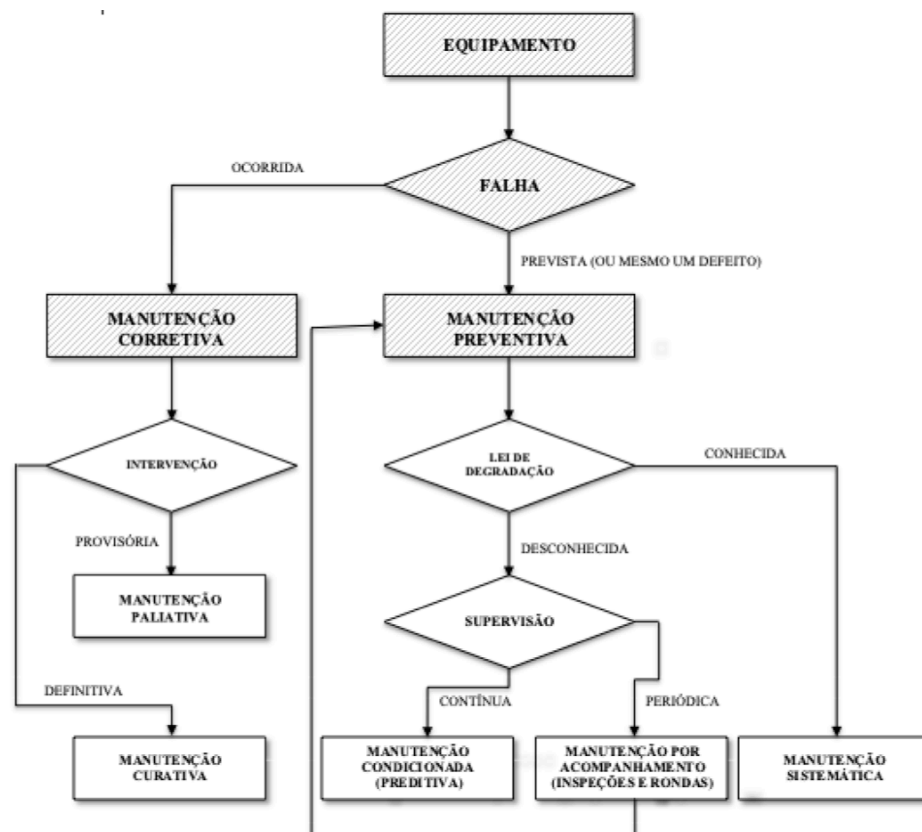 EQUIPAMENTO
OCORRIDA
FALHA
PREVISTA (OU MESMO UM DEFEITO)
MANUTENÇÃO
CORRETIVA
MANUTENÇÃO
PREVENTIVA
INTERVENÇÃO
LEI DE
DEGRADAÇÃO
CONHECIDA
PROVISÓRIA
DESCONHECIDA
MANUTENÇÃO
PALIATIVA
SUPERVISÃO
DEFINITIVA
CONTÍNUA
PERIÓDICA
MANUTENÇÃO
CURATIVA
MANUTENÇÃO
CONDICIONADA
(PREDITIVA)
MANUTENÇÃO POR
ACOMPANHAMENTO
(INSPEÇÕES E RONDAS)
MANUTENÇÃO
SISTEMÁTICA